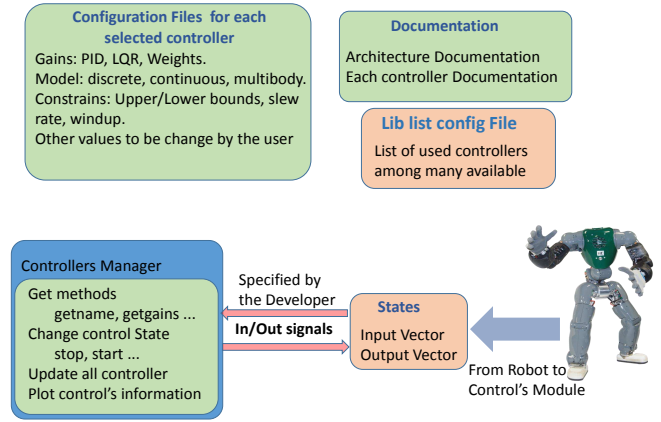 Configuration Files for each
selected controller
Gains: PID, LQR, Weights.
Model: discrete, continuous, multibody.
Constrains: Upper/Lower bounds, slew
rate, windup.
Other values to be change by the user
Documentation
Architecture Documentation
Each controller Documentation
Lib list config File
List of used controllers
among many available
Controllers Manager
Get methods
getname, getgains ...
Change control State
stop, start ...
Update all controller
Plot control's information
Specified by
the Developer
In/Out signals
States
Input Vector
Output Vector
From Robot to
Control's Module